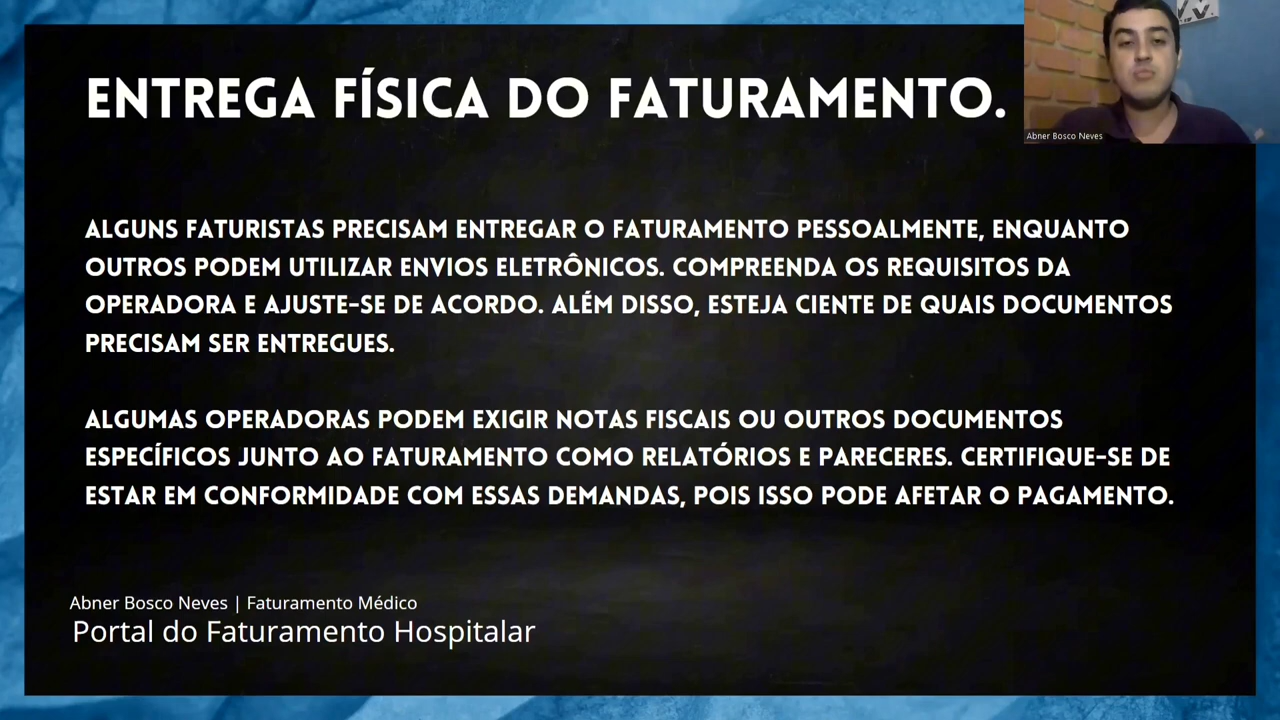 ENTREGA FÍSICA DO FATURAMENTO.
Abner Bosco Neves
ALGUNS FATURISTAS PRECISAM ENTREGAR O FATURAMENTO PESSOALMENTE, ENQUANTO
OUTROS PODEM UTILIZAR ENVIOS ELETRÔNICOS. COMPREENDA OS REQUISITOS DA
OPERADORA E AJUSTE-SE DE ACORDO. ALÉM DISSO, ESTEJA CIENTE DE QUAIS DOCUMENTOS
PRECISAM SER ENTREGUES.
ALGUMAS OPERADORAS PODEM EXIGIR NOTAS FISCAIS OU OUTROS DOCUMENTOS
ESPECÍFICOS JUNTO AO FATURAMENTO COMO RELATÓRIOS E PARECERES. CERTIFIQUE-SE DE
ESTAR EM CONFORMIDADE COM ESSAS DEMANDAS, POIS ISSO PODE AFETAR O PAGAMENTO.
Abner Bosco Neves | Faturamento Médico
Portal do Faturamento Hospitalar